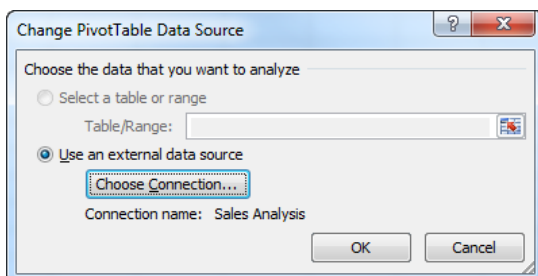 Change PivotTable Data Source
Choose the data that you want to analyze
Select a table or range
Table/Range:
Use an external data source
Choose Connection...
Connection name: Sales Analysis
OK Cancel